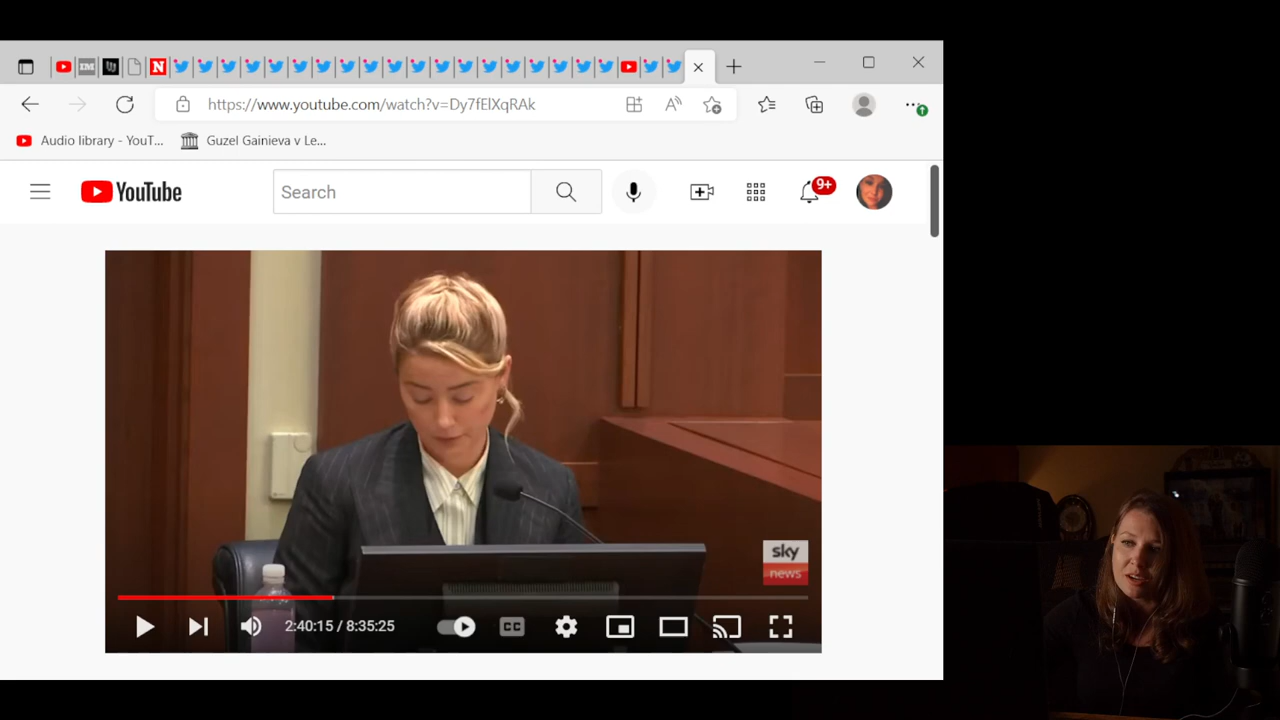 https://www.youtube.com/watch?v=Dy7fElXqRAk
Audio library - YouT...
Guzel Gainieva v Le...
YouTube
Search
9+
sky
news
2:40:15 / 8:35:25
CC